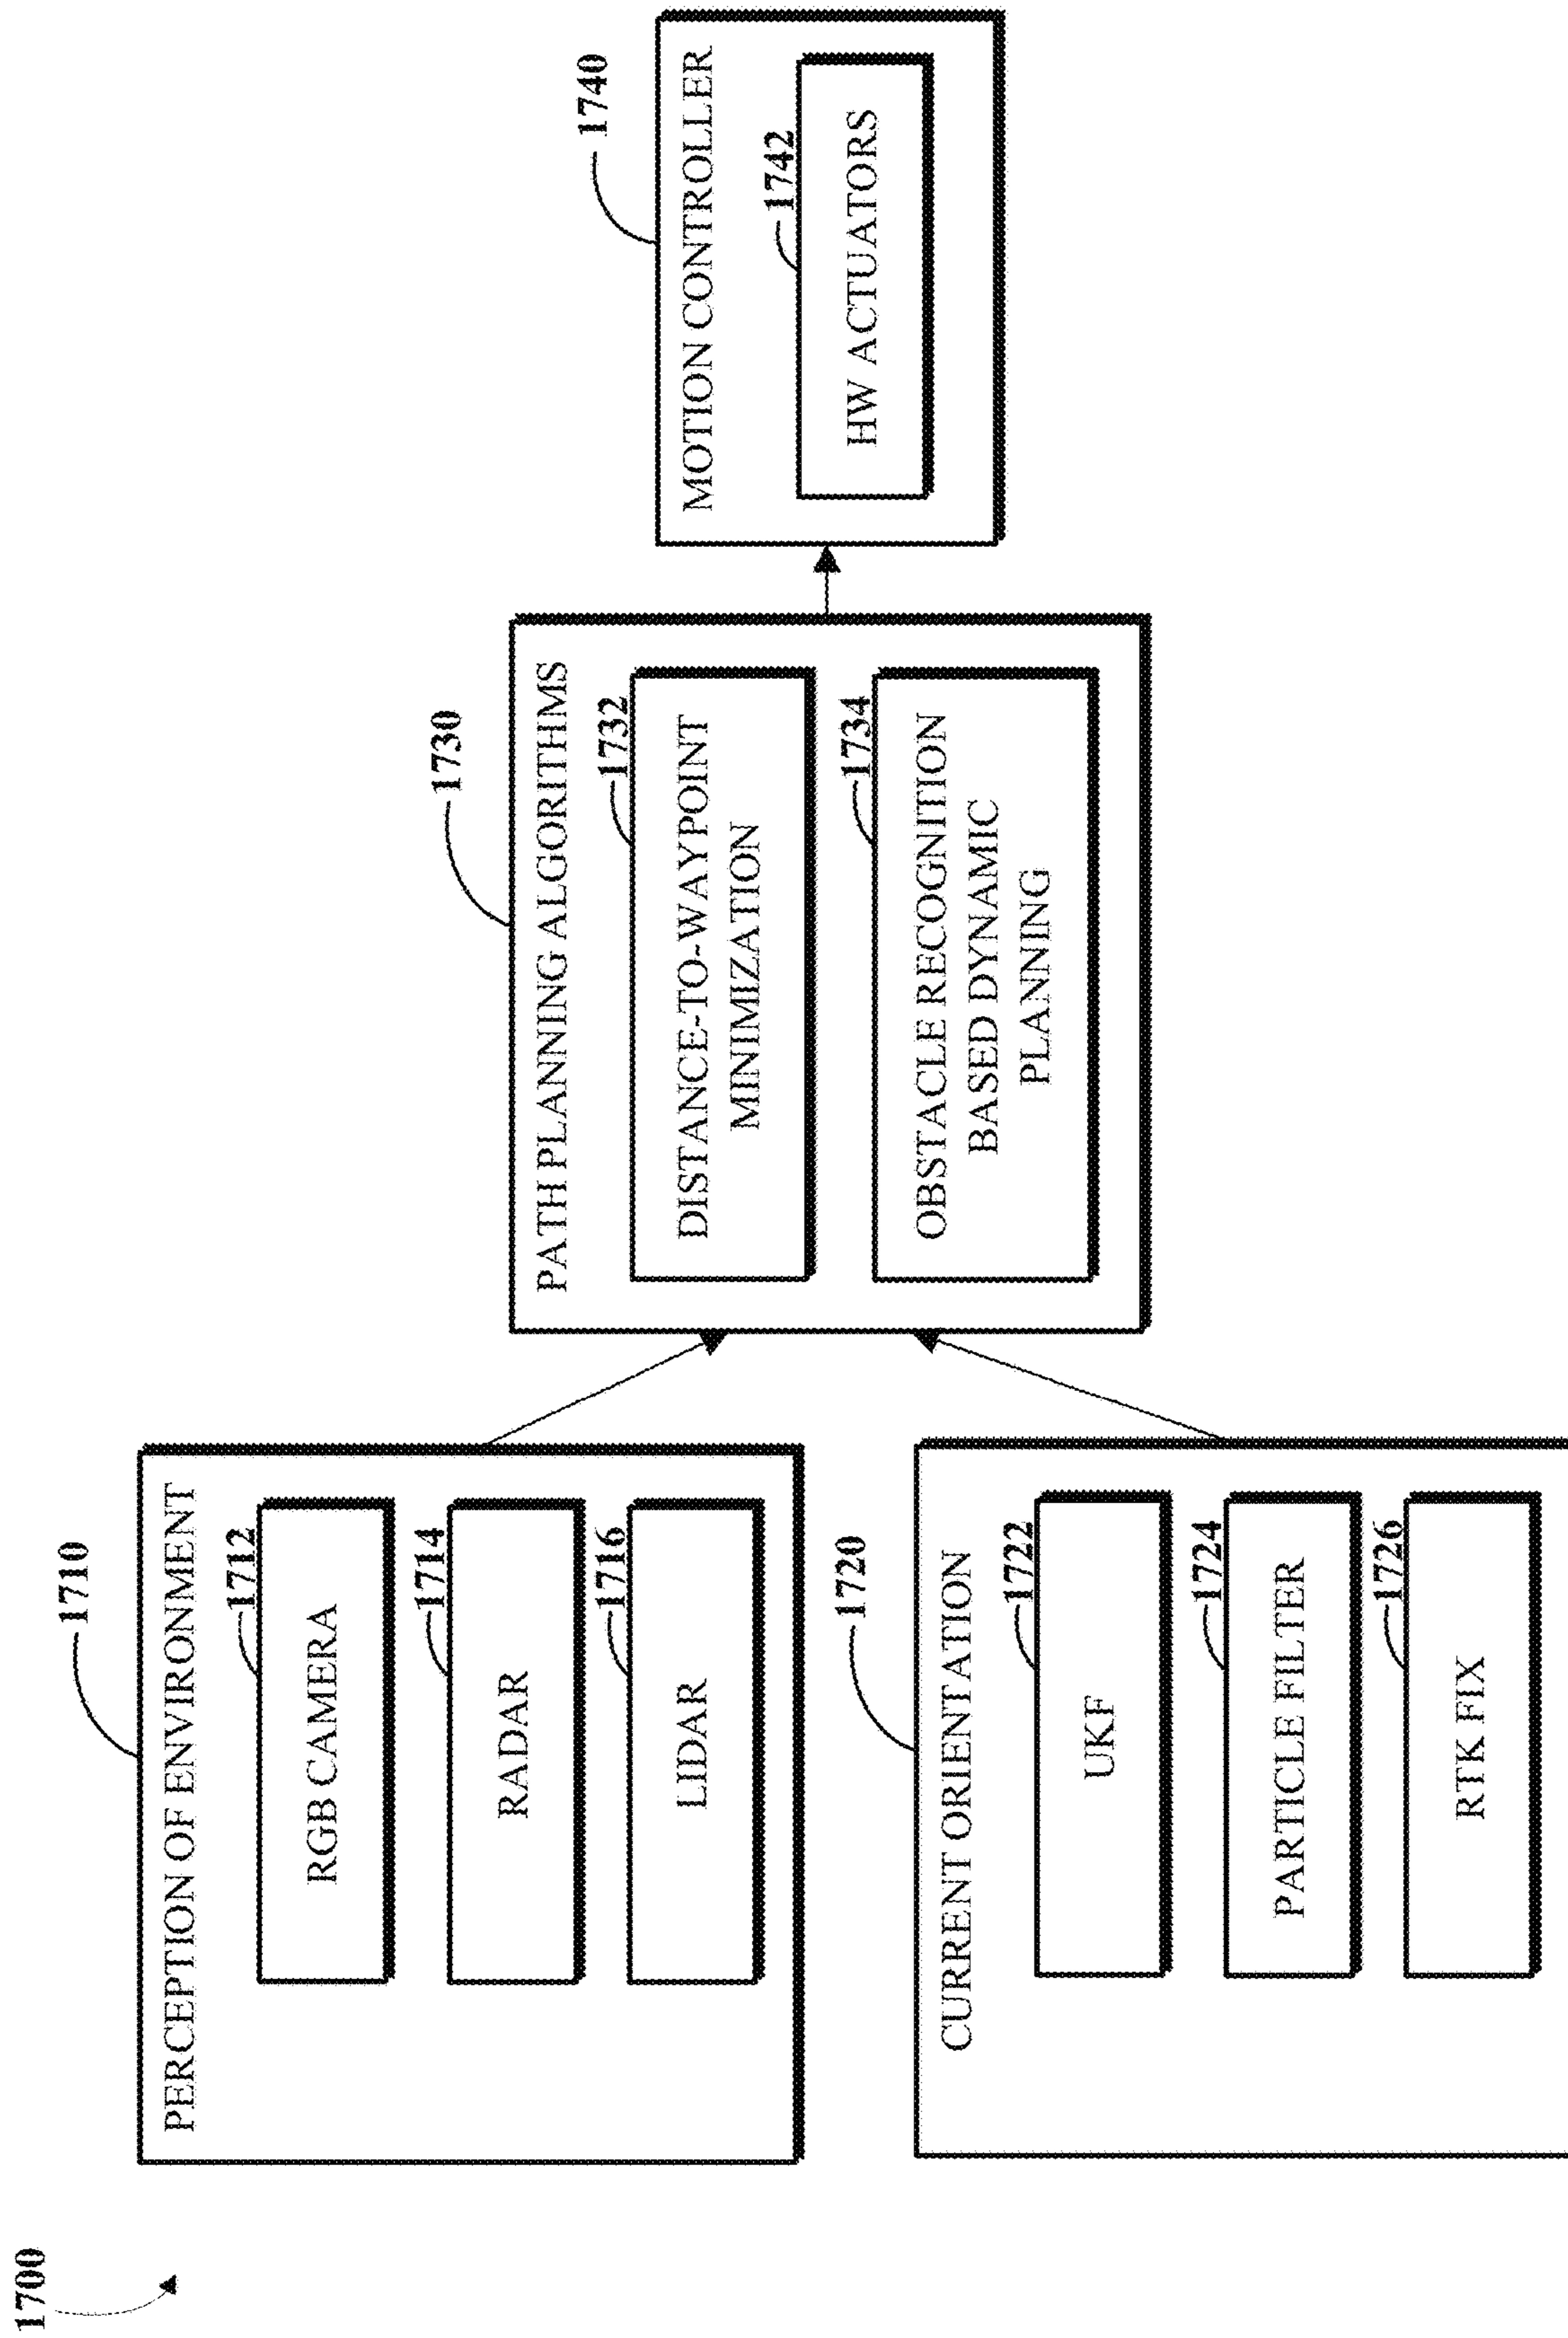 1700
1710
PERCEPTION OF ENVIRONMENT
1712
RGB CAMERA
1714
RADAR
1716
LIDAR
1720
CURRENT ORIENTATION
1722
UKF
1724
PARTICLE FILTER
1726
RTK FIX
1730
PATH PLANNING ALGORITHMS
1732
DISTANCE-TO-WAYPOINT
MINIMIZATION
1734
OBSTACLE RECOGNITION
BASED DYNAMIC
PLANNING
1740
MOTION CONTROLLER
1742
HW ACTUATORS